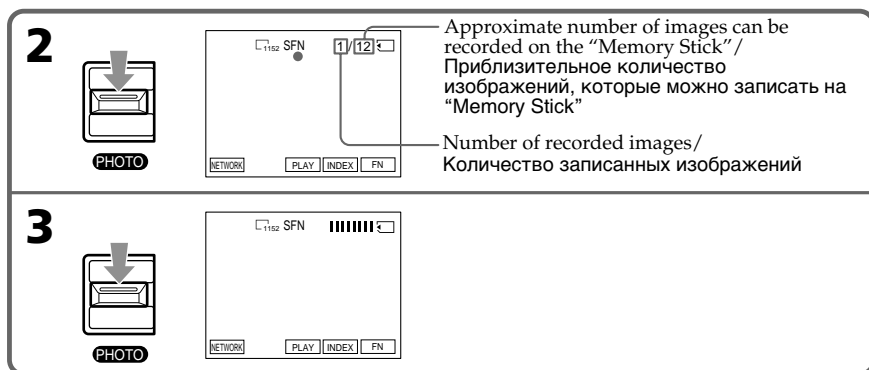 2
PHOTO
1152 SFN 1/12
NETWORK PLAY INDEX FN
Approximate number of images can be
recorded on the “Memory Stick”/
Приблизительное количество
изображений, которые можно записать на
“Memory Stick”
Number of recorded images/
Количество записанных изображений
3
PHOTO
1152 SFN
NETWORK PLAY INDEX FN